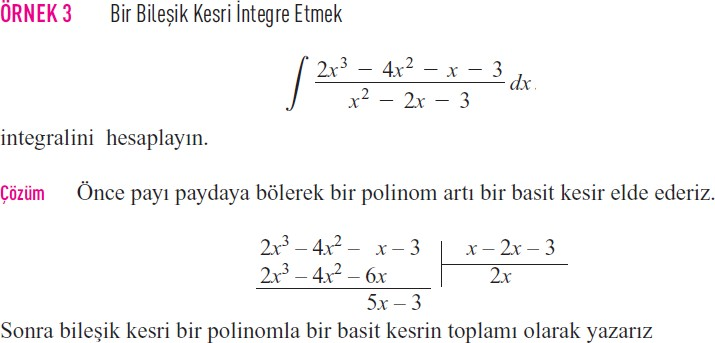 ÖRNEK 3 Bir Bileşik Kesri İntegre Etmek
∫ (2x³ − 4x² − x − 3)/(x² − 2x − 3) dx.
integralini hesaplayın.
Çözüm Önce payı paydaya bölerek bir polinom artı bir basit kesir elde ederiz.
2x³ – 4x² – x – 3 | x – 2x – 3
2x³ – 4x² – 6x | 2x
5x – 3
Sonra bileşik kesri bir polinomla bir basit kesrin toplamı olarak yazarız